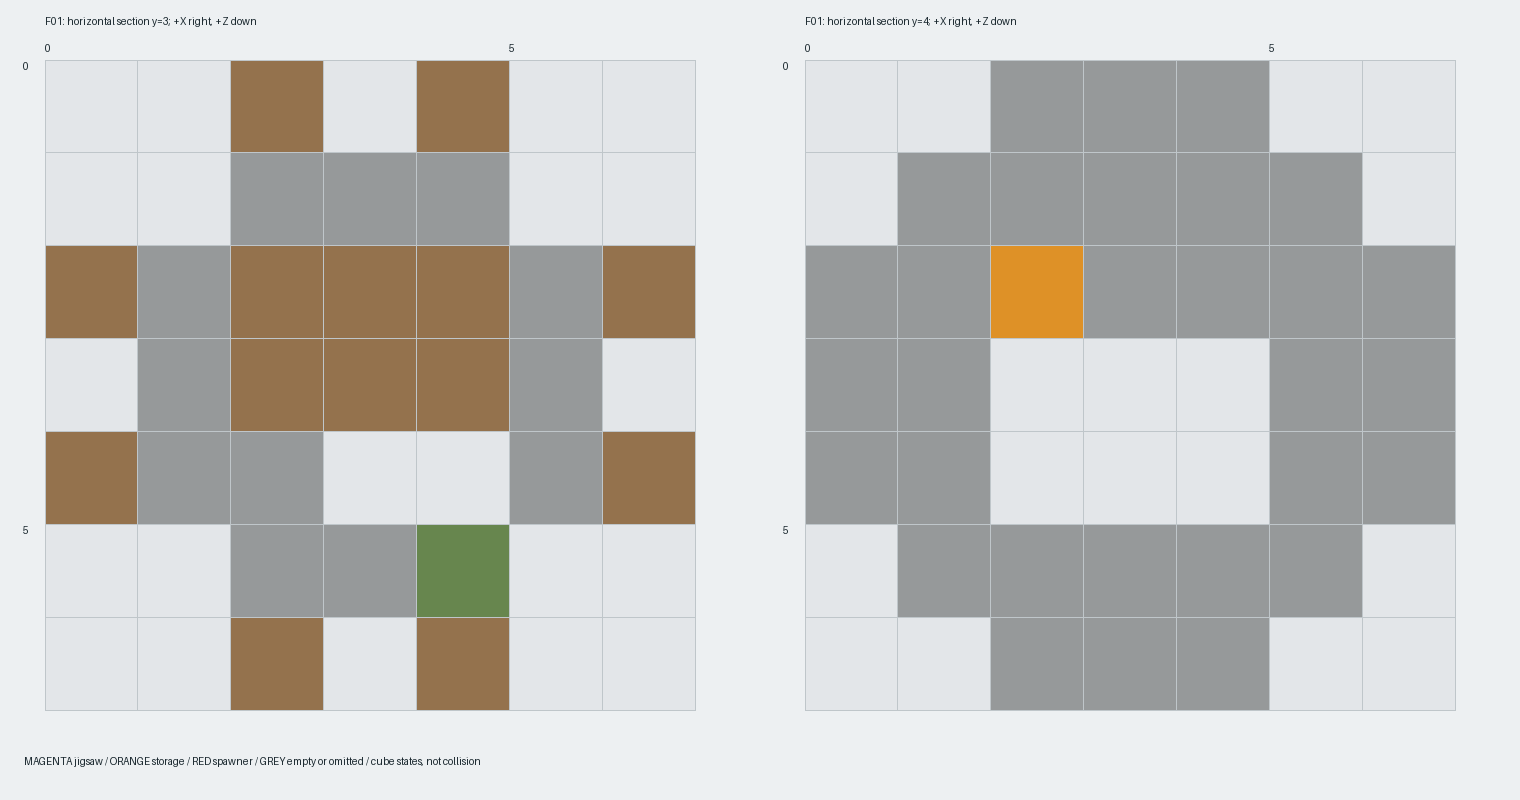 F01: horizontal section y=3; +X right, +Z down
F01: horizontal section y=4; +X right, +Z down
0 5
0 5
0
0
5
5
MAGENTA jigsaw / ORANGE storage / RED spawner / GREY empty or omitted / cube states, not collision